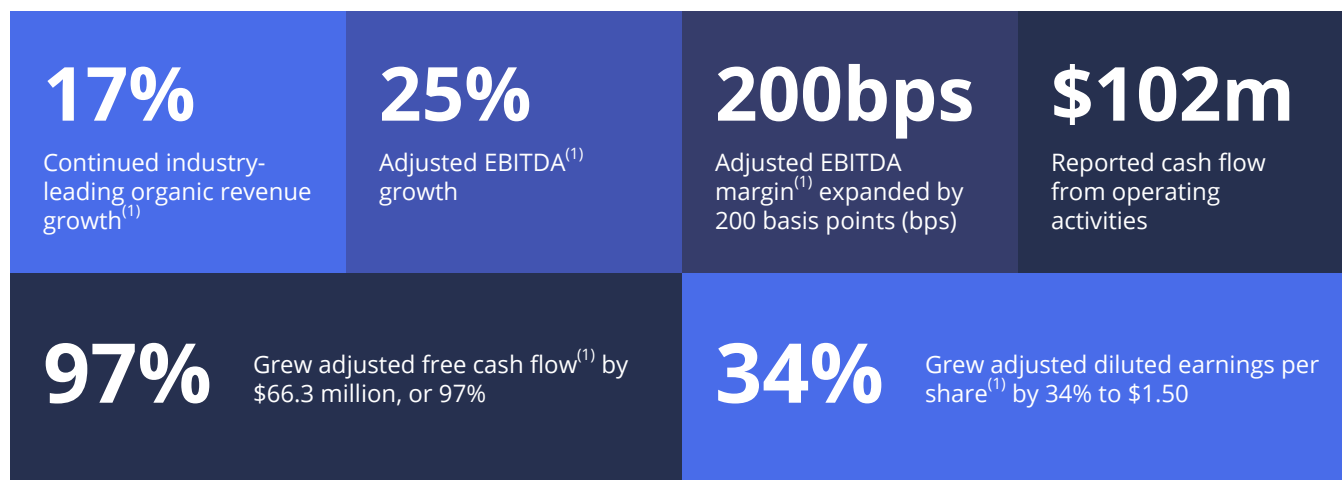 17%
Continued industry-
leading organic revenue
growth(1)
25%
Adjusted EBITDA(1)
growth
200bps
Adjusted EBITDA
margin(1) expanded by
200 basis points (bps)
$102m
Reported cash flow
from operating
activities
97%
Grew adjusted free cash flow(1) by
$66.3 million, or 97%
34%
Grew adjusted diluted earnings per
share(1) by 34% to $1.50